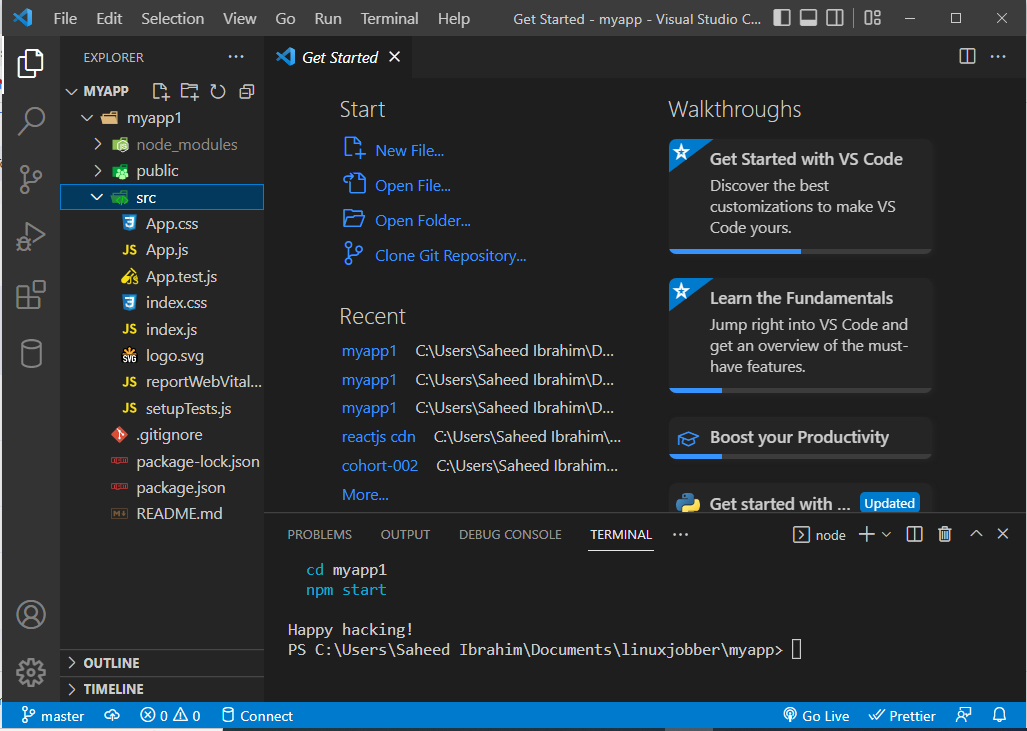 File Edit Selection View Go Run Terminal Help Get Started - myapp - Visual Studio C...
EXPLORER
MYAPP
myapp1
node_modules
public
src
App.css
JS App.js
App.test.js
index.css
JS index.js
SVG logo.svg
JS reportWebVital...
JS setupTests.js
.gitignore
package-lock.json
package.json
README.md
OUTLINE
TIMELINE
Get Started
Start
New File...
Open File...
Open Folder...
Clone Git Repository...
Recent
myapp1 C:\Users\Saheed Ibrahim\D...
myapp1 C:\Users\Saheed Ibrahim\D...
myapp1 C:\Users\Saheed Ibrahim\D...
reactjs cdn C:\Users\Saheed Ibrahim\...
cohort-002 C:\Users\Saheed Ibrahim...
More...
Walkthroughs
Get Started with VS Code
Discover the best
customizations to make VS
Code yours.
Learn the Fundamentals
Jump right into VS Code and
get an overview of the must-
have features.
Boost your Productivity
Get started with ... Updated
PROBLEMS OUTPUT DEBUG CONSOLE TERMINAL node
cd myapp1
npm start
Happy hacking!
PS C:\Users\Saheed Ibrahim\Documents\linuxjobber\myapp>
master 0 0 Connect Go Live Prettier